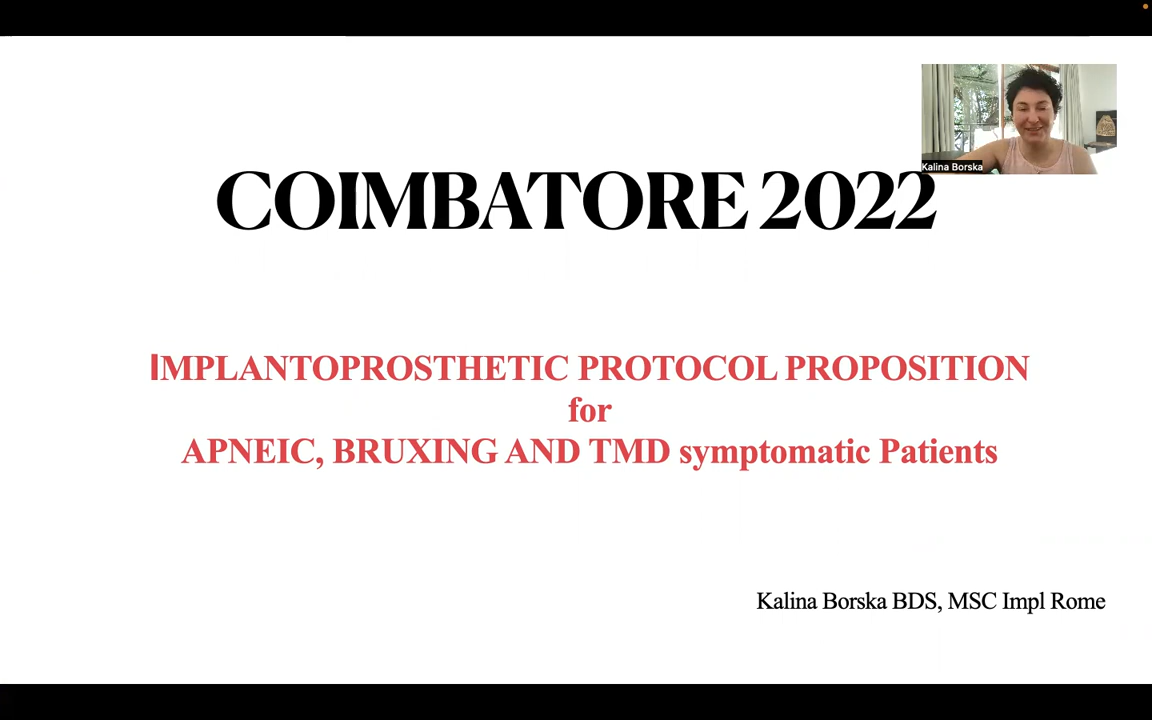 Kalina Borska
COIMBATORE 2022
IMPLANTOPROSTHETIC PROTOCOL PROPOSITION
for
APNEIC, BRUXING AND TMD symptomatic Patients
Kalina Borska BDS, MSC Impl Rome